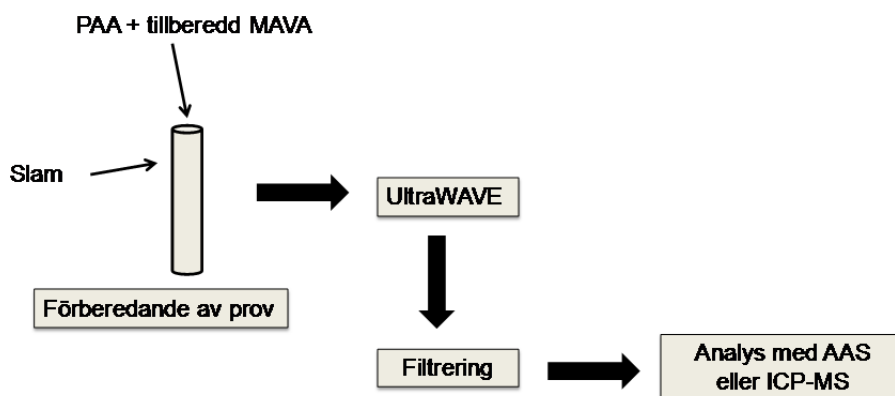 PAA + tillberedd MAVA
Slam
UltraWAVE
Förberedande av prov
Filtrering
Analys med AAS
eller ICP-MS